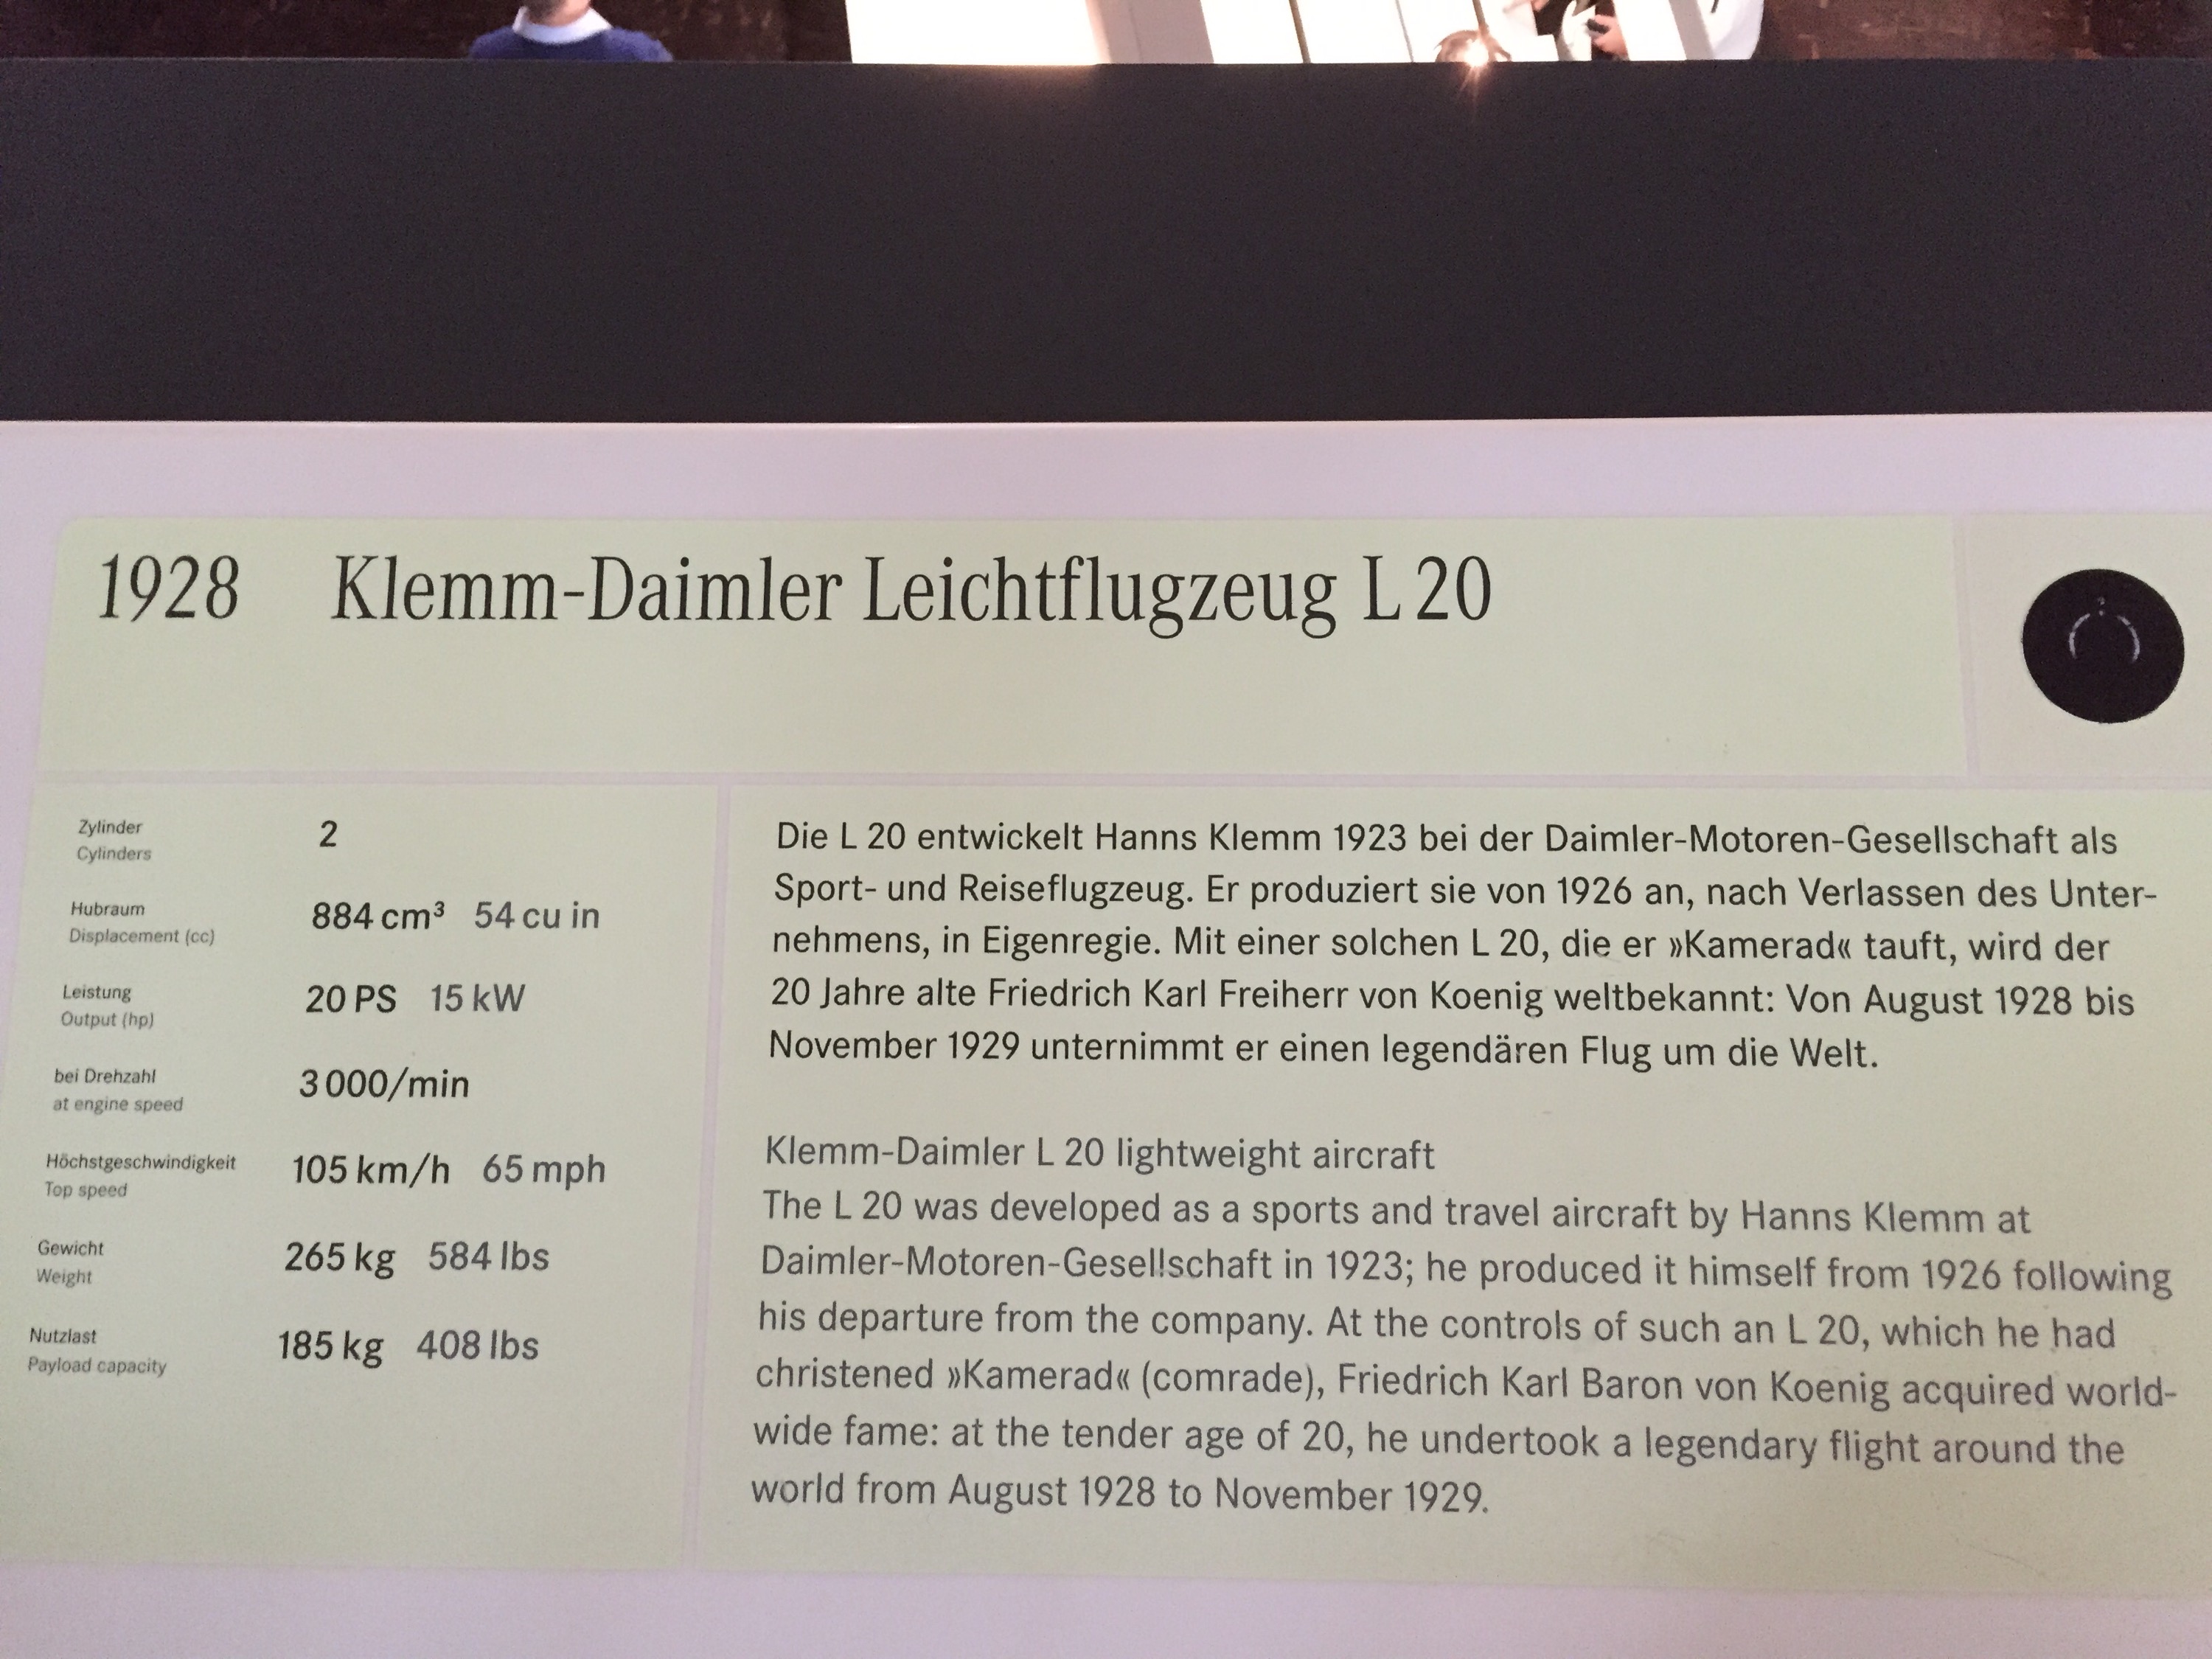 1928 Klemm-Daimler Leichtflugzeug L 20
Zylinder
Cylinders
2
Hubraum
Displacement (cc)
884 cm³ 54 cu in
Leistung
Output (hp)
20 PS 15 kW
bei Drehzahl
at engine speed
3 000/min
Höchstgeschwindigkeit
Top speed
105 km/h 65 mph
Gewicht
Weight
265 kg 584 lbs
Nutzlast
Payload capacity
185 kg 408 lbs
Die L 20 entwickelt Hanns Klemm 1923 bei der Daimler-Motoren-Gesellschaft als
Sport- und Reiseflugzeug. Er produziert sie von 1926 an, nach Verlassen des Unter-
nehmens, in Eigenregie. Mit einer solchen L 20, die er »Kamerad« tauft, wird der
20 Jahre alte Friedrich Karl Freiherr von Koenig weltbekannt: Von August 1928 bis
November 1929 unternimmt er einen legendären Flug um die Welt.
Klemm-Daimler L 20 lightweight aircraft
The L 20 was developed as a sports and travel aircraft by Hanns Klemm at
Daimler-Motoren-Gesellschaft in 1923; he produced it himself from 1926 following
his departure from the company. At the controls of such an L 20, which he had
christened »Kamerad« (comrade), Friedrich Karl Baron von Koenig acquired world-
wide fame: at the tender age of 20, he undertook a legendary flight around the
world from August 1928 to November 1929.